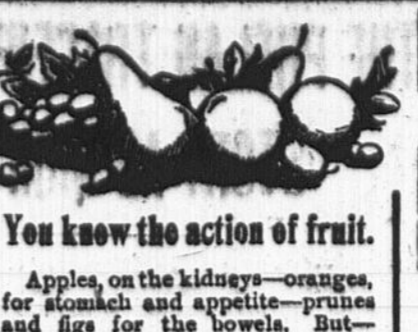 You know the action of fruit.
Apples, on the kidneys—oranges,
for stomach and appetite—prunes
and figs for the bowels. But—